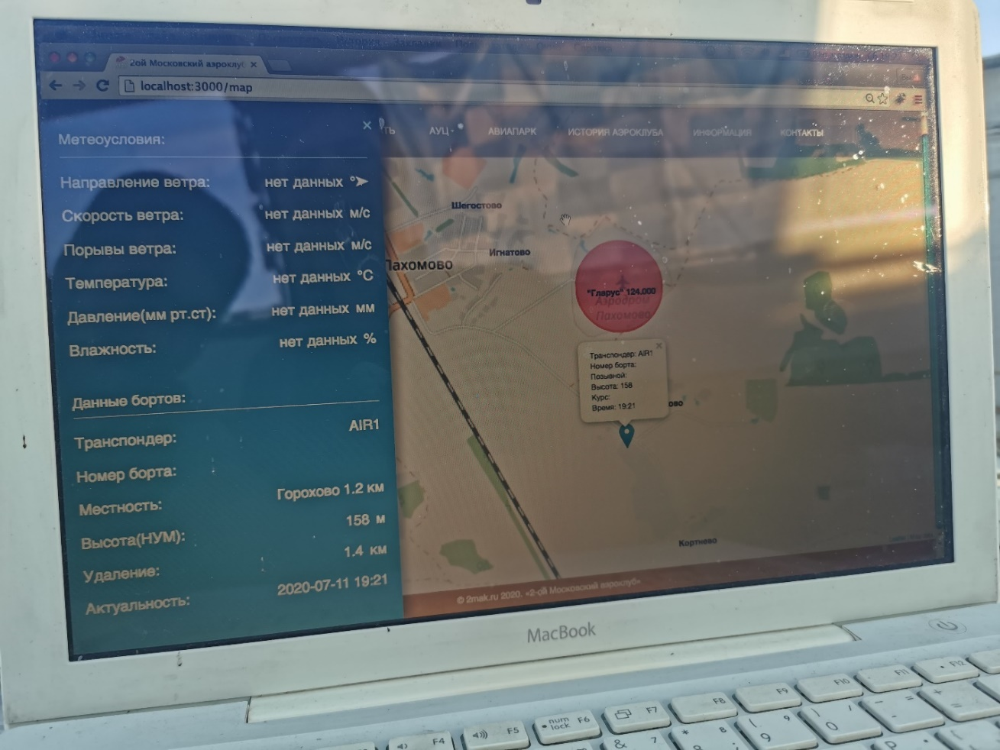 2ой Московский аэроклу
localhost:3000/map
АУЦ АВИАПАРК ИСТОРИЯ АЭРОКЛУБА ИНФОРМАЦИЯ КОНТАКТЫ
Метеоусловия:
Направление ветра: нет данных °
Скорость ветра: нет данных м/с
Порывы ветра: нет данных м/с
Температура: нет данных °C
Давление(мм рт.ст): нет данных мм
Влажность: нет данных %
Данные бортов:
Транспондер: AIR1
Номер борта:
Местность: Горохово 1.2 км
Высота(НУМ): 158 м
Удаление: 1.4 км
Актуальность: 2020-07-11 19:21
Шегостово
Игнатово
Пахомово
"Гларус" 124.000
Аэродром
Пахомово
Транспондер: AIR1
Номер борта:
Позывной:
Высота: 158
Курс:
Время: 19:21
ово
Кортнево
© 2mak.ru 2020. «2-ой Московский аэроклуб»
MacBook
F4 F5 num lock F6 F7 F8 F9 F10 F11 F12
& 7 * 8 ( 9 ) 0 - = +
P